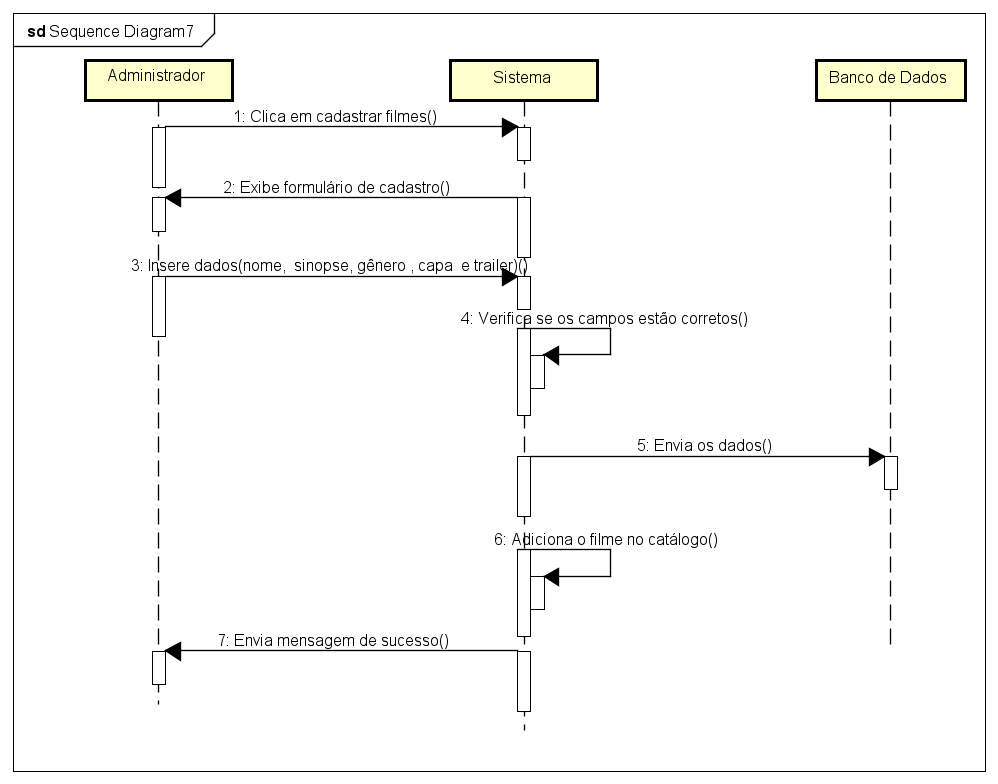 sd Sequence Diagram7
Administrador
Sistema
Banco de Dados
1: Clica em cadastrar filmes()
2: Exibe formulário de cadastro()
3: Insere dados(nome,  sinopse, gênero , capa  e trailer)()
4: Verifica se os campos estão corretos()
5: Envia os dados()
6: Adiciona o filme no catálogo()
7: Envia mensagem de sucesso()